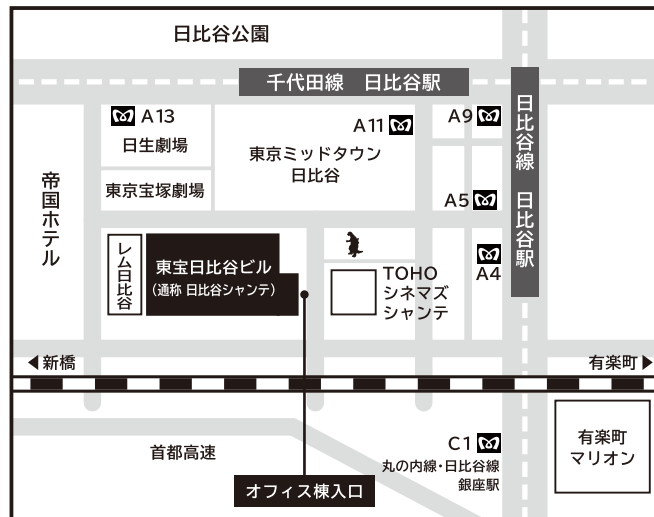 日比谷公園
千代田線　日比谷駅
A13
日生劇場
東京宝塚劇場
A11
東京ミッドタウン
日比谷
A9
A5
A4
日比谷線　日比谷駅
帝国ホテル
レム日比谷
東宝日比谷ビル
（通称 日比谷シャンテ）
TOHO
シネマズ
シャンテ
新橋
有楽町
首都高速
オフィス棟入口
C1
丸の内線・日比谷線
銀座駅
有楽町
マリオン